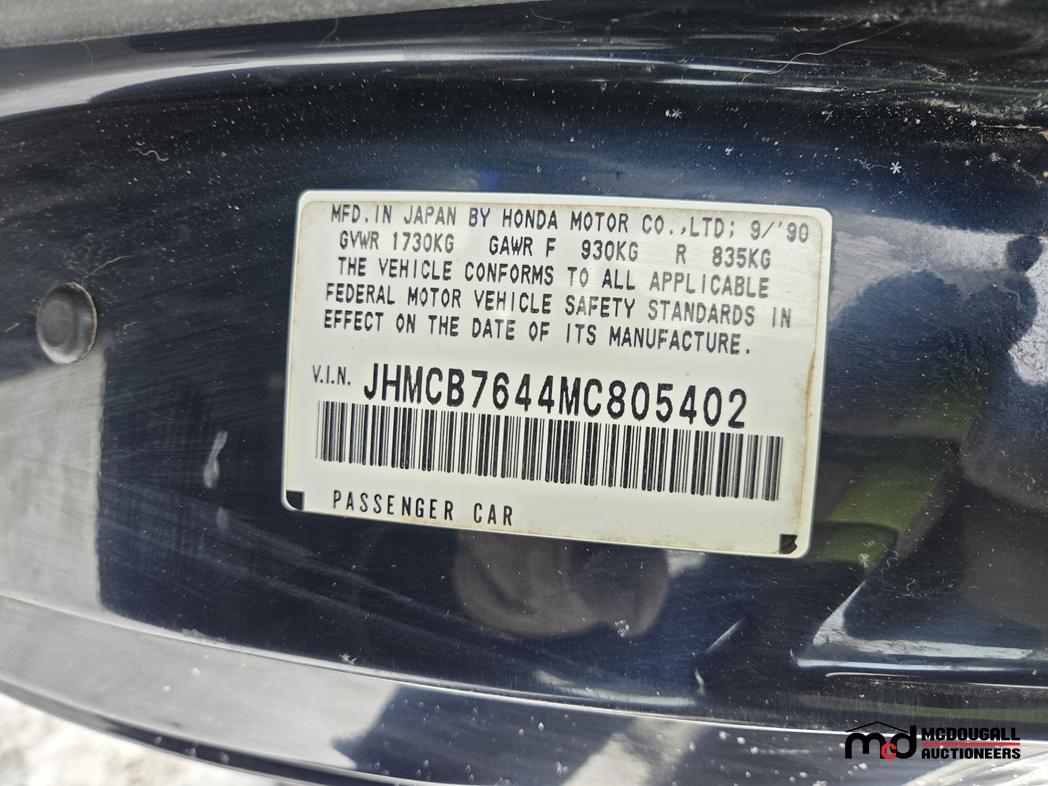 MFD.IN JAPAN BY HONDA MOTOR CO.,LTD; 9/'90
GVWR 1730KG GAWR F 930KG R 835KG
THE VEHICLE CONFORMS TO ALL APPLICABLE
FEDERAL MOTOR VEHICLE SAFETY STANDARDS IN
EFFECT ON THE DATE OF ITS MANUFACTURE.
V.I.N. JHMCB7644MC805402
PASSENGER CAR
mcd MCDOUGALL
AUCTIONEERS